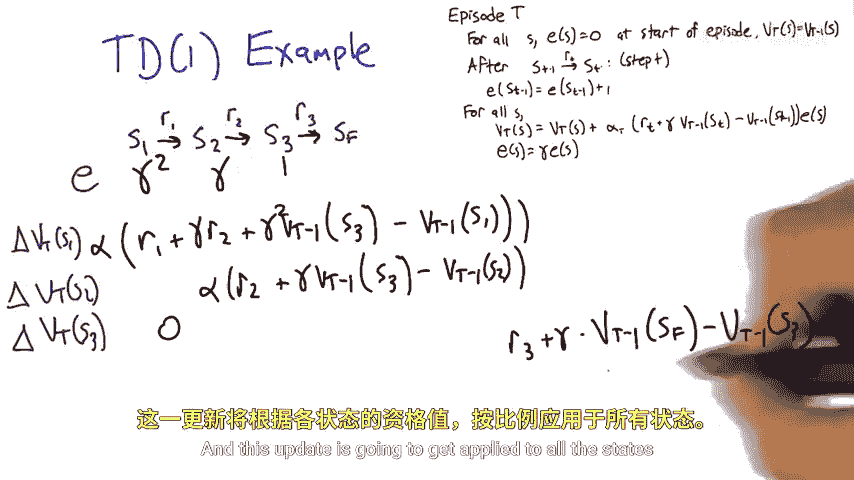 TD(1) Example
Episode T
For all s, e(s)=0 at start of episode, V_T(s)=V_{T-1}(s)
After s_{t-1} →^{r_t} s_t : (step t)
e(s_{t-1}) = e(s_{t-1})+1
For all s,
V_T(s) = V_T(s) + α_T (r_t + γ V_{T-1}(s_t) − V_{T-1}(s_{t-1})) e(s)
e(s) = γe(s)
s_1 →^{r_1} s_2 →^{r_2} s_3 →^{r_3} s_F
e γ² γ 1
ΔV_T(s_1) α(r_1 + γr_2 + γ²V_{T-1}(s_3) − V_{T-1}(s_1)))
ΔV_T(s_2) α(r_2 + γV_{T-1}(s_3) − V_{T-1}(s_2))
ΔV_T(s_3) 0
r_3 + γ · V_{T-1}(s_F) − V_{T-1}(s_3)
这一更新将根据各状态的资格值，按比例应用于所有状态。
And this update is going to get applied to all the states